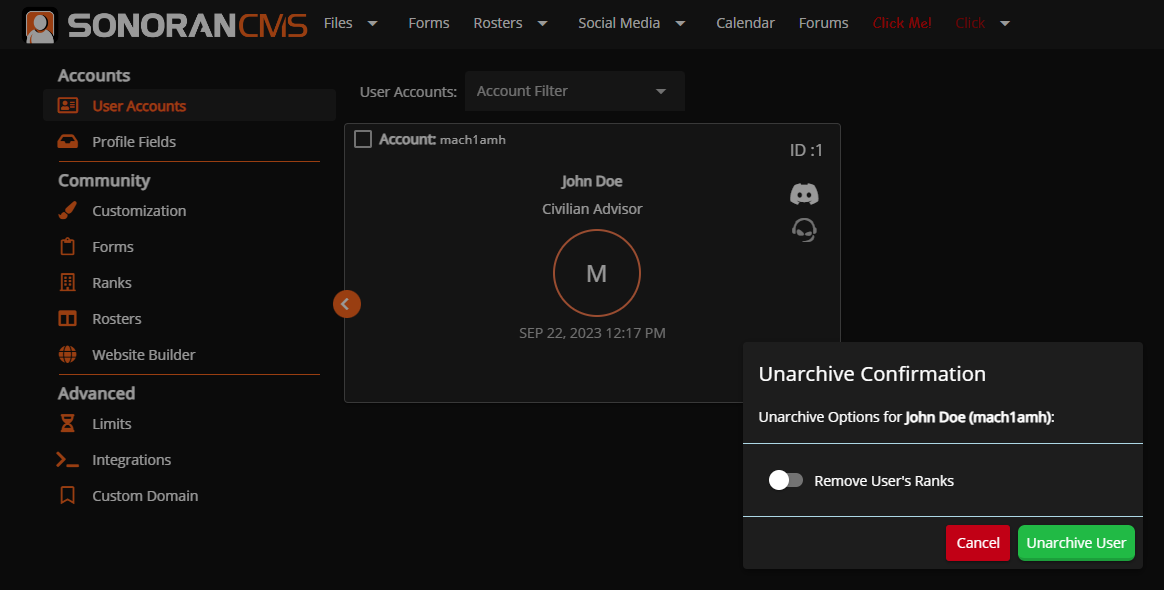 SONORANCMS Files Forms Rosters Social Media Calendar Forums Click Me! Click
Accounts
User Accounts
Profile Fields
Community
Customization
Forms
Ranks
Rosters
Website Builder
Advanced
Limits
Integrations
Custom Domain
User Accounts: Account Filter
Account: mach1amh
ID :1
John Doe
Civilian Advisor
M
SEP 22, 2023 12:17 PM
Unarchive Confirmation
Unarchive Options for John Doe (mach1amh):
Remove User's Ranks
Cancel Unarchive User